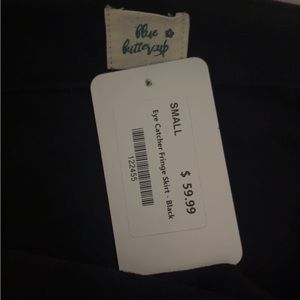 blue
buttercup
SMALL
$ 59.99
Eye Catcher Fringe Skirt - Black
122455